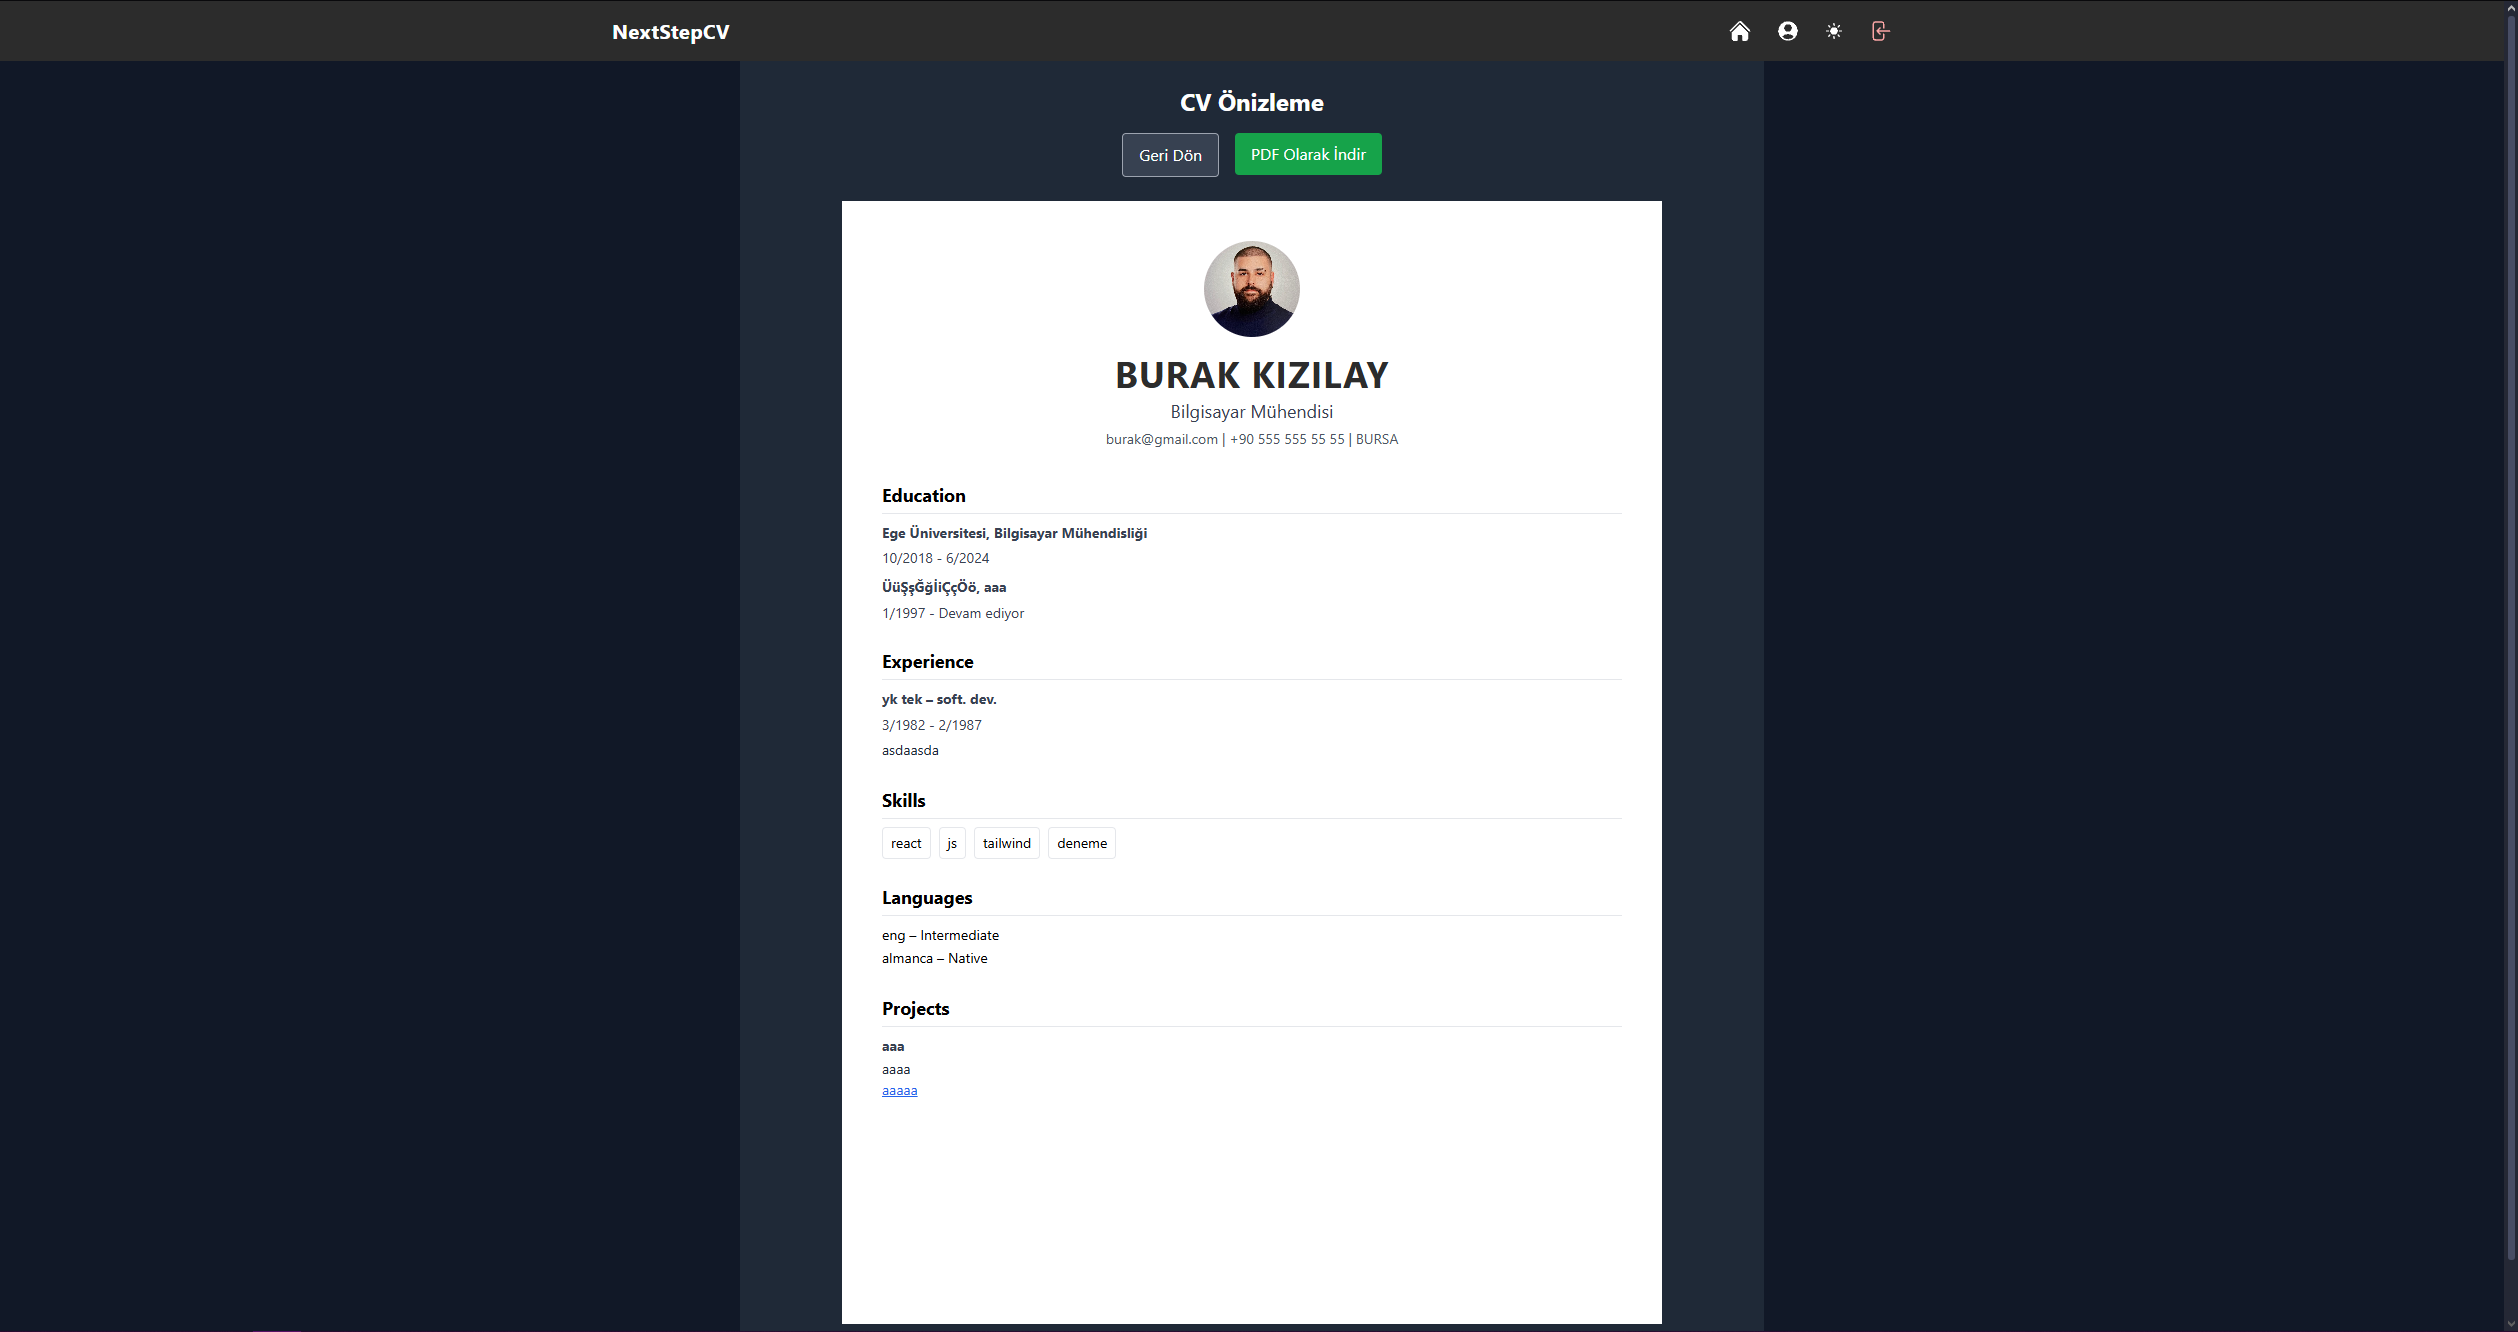 NextStepCV
CV Önizleme
Geri Dön
PDF Olarak İndir
BURAK KIZILAY
Bilgisayar Mühendisi
burak@gmail.com | +90 555 555 55 55 | BURSA
Education
Ege Üniversitesi, Bilgisayar Mühendisliği
10/2018 - 6/2024
ÜüŞşĞğİiÇçÖö, aaa
1/1997 - Devam ediyor
Experience
yk tek – soft. dev.
3/1982 - 2/1987
asdaasda
Skills
react js tailwind deneme
Languages
eng – Intermediate
almanca – Native
Projects
aaa
aaaa
aaaaa